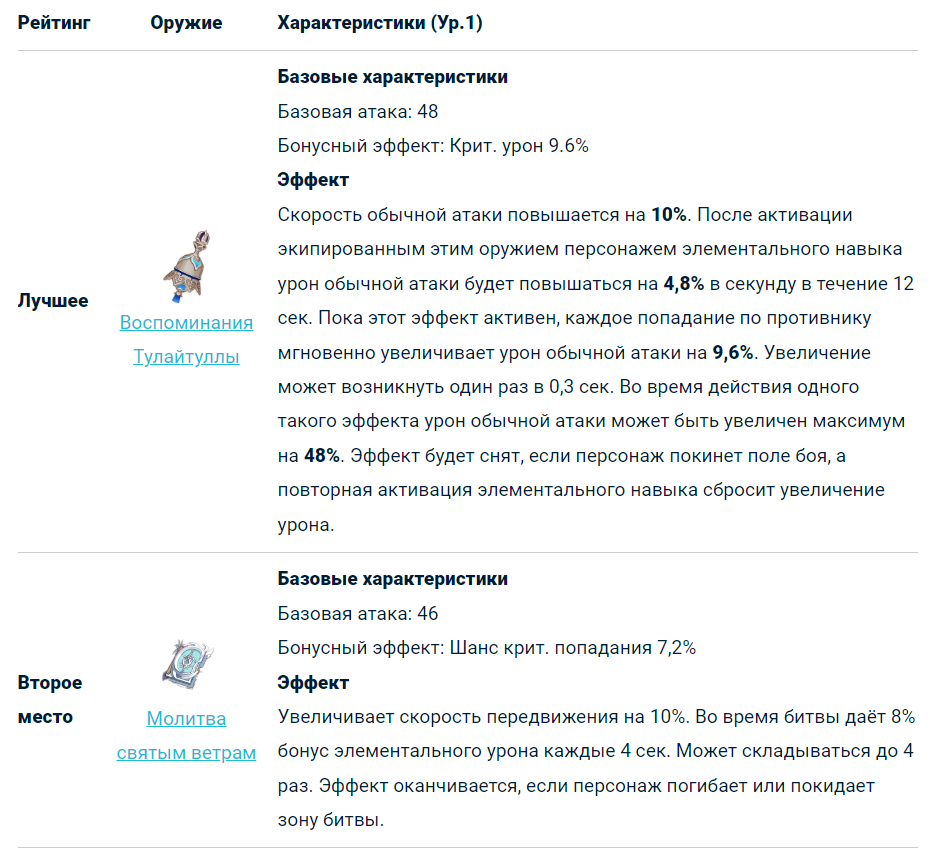 Рейтинг Оружие Характеристики (Ур.1)
Лучшее
Воспоминания
Тулайтуллы
Базовые характеристики
Базовая атака: 48
Бонусный эффект: Крит. урон 9.6%
Эффект
Скорость обычной атаки повышается на 10%. После активации
экипированным этим оружием персонажем элементального навыка
урон обычной атаки будет повышаться на 4,8% в секунду в течение 12
сек. Пока этот эффект активен, каждое попадание по противнику
мгновенно увеличивает урон обычной атаки на 9,6%. Увеличение
может возникнуть один раз в 0,3 сек. Во время действия одного
такого эффекта урон обычной атаки может быть увеличен максимум
на 48%. Эффект будет снят, если персонаж покинет поле боя, а
повторная активация элементального навыка сбросит увеличение
урона.
Второе
место
Молитва
святым ветрам
Базовые характеристики
Базовая атака: 46
Бонусный эффект: Шанс крит. попадания 7,2%
Эффект
Увеличивает скорость передвижения на 10%. Во время битвы даёт 8%
бонус элементального урона каждые 4 сек. Может складываться до 4
раз. Эффект оканчивается, если персонаж погибает или покидает
зону битвы.